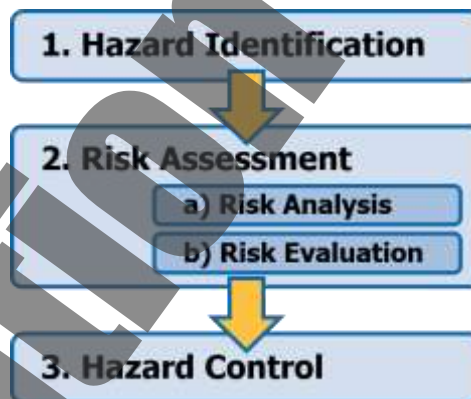 1. Hazard Identification
2. Risk Assessment
a) Risk Analysis
b) Risk Evaluation
3. Hazard Control